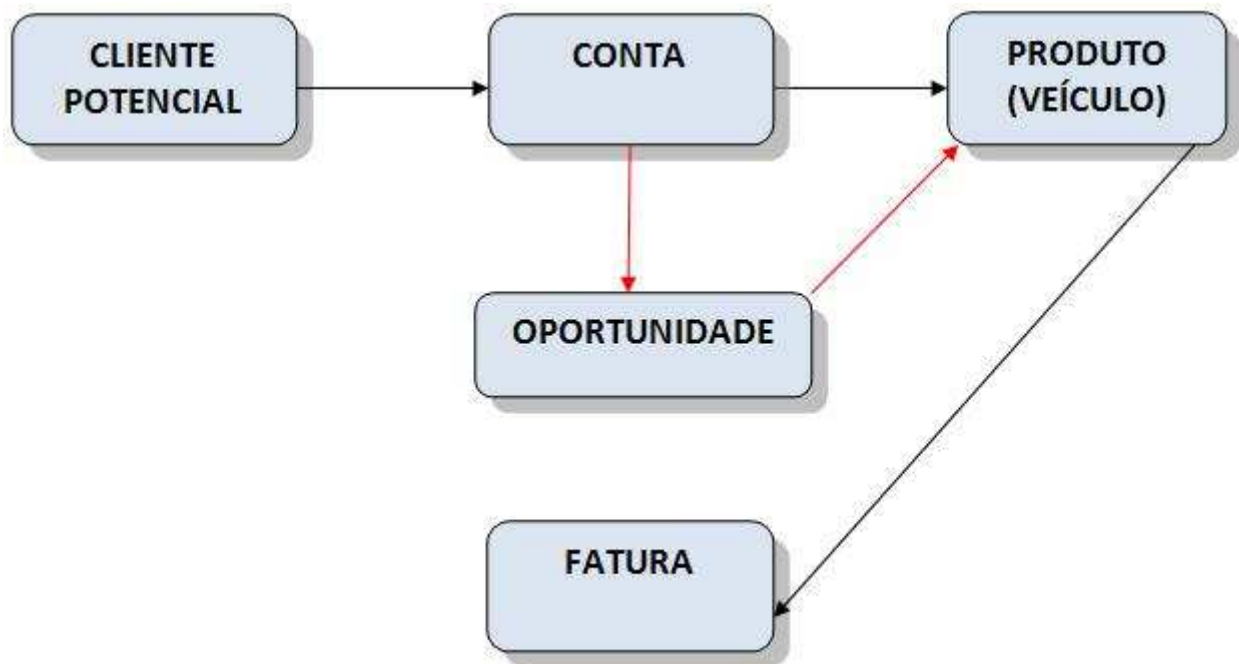 CLIENTE
POTENCIAL
CONTA
PRODUTO
(VEÍCULO)
OPORTUNIDADE
FATURA